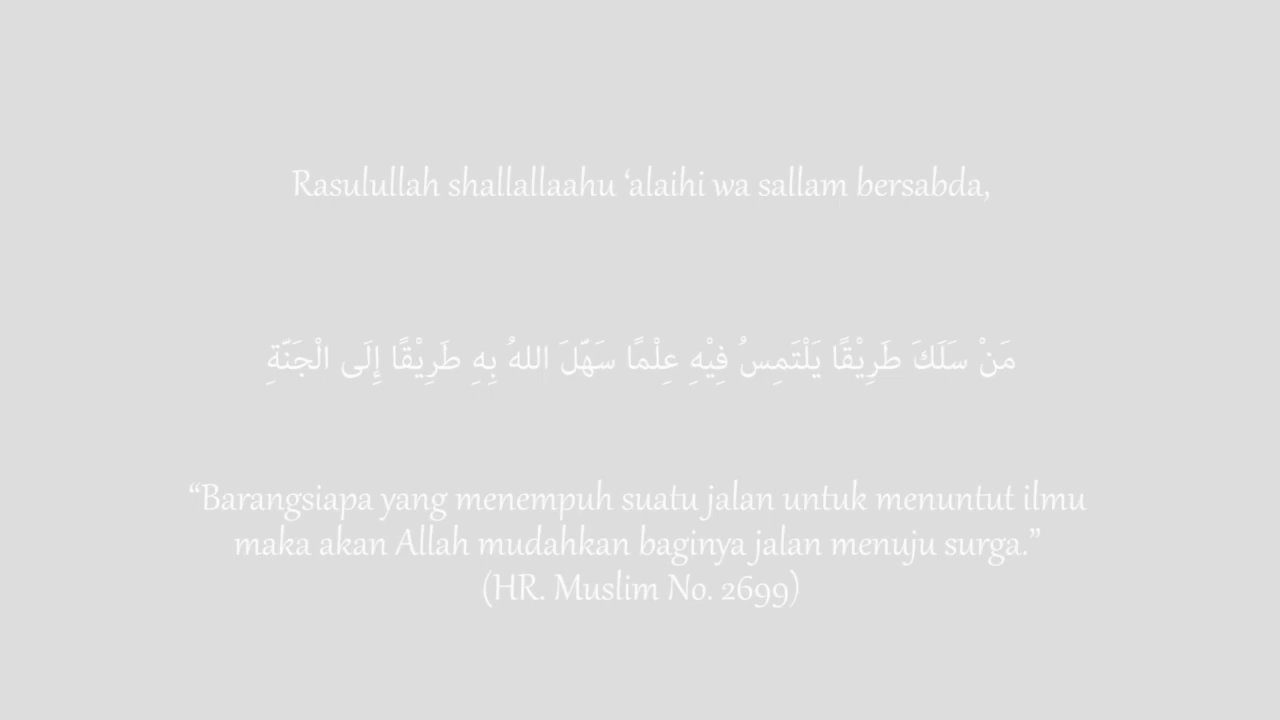 Rasulullah shallallaahu ‘alaihi wa sallam bersabda,
مَنْ سَلَكَ طَرِيْقًا يَلْتَمِسُ فِيْهِ عِلْمًا سَهَّلَ اللهُ بِهِ طَرِيْقًا إِلَى الْجَنَّةِ
“Barangsiapa yang menempuh suatu jalan untuk menuntut ilmu
maka akan Allah mudahkan baginya jalan menuju surga.”
(HR. Muslim No. 2699)